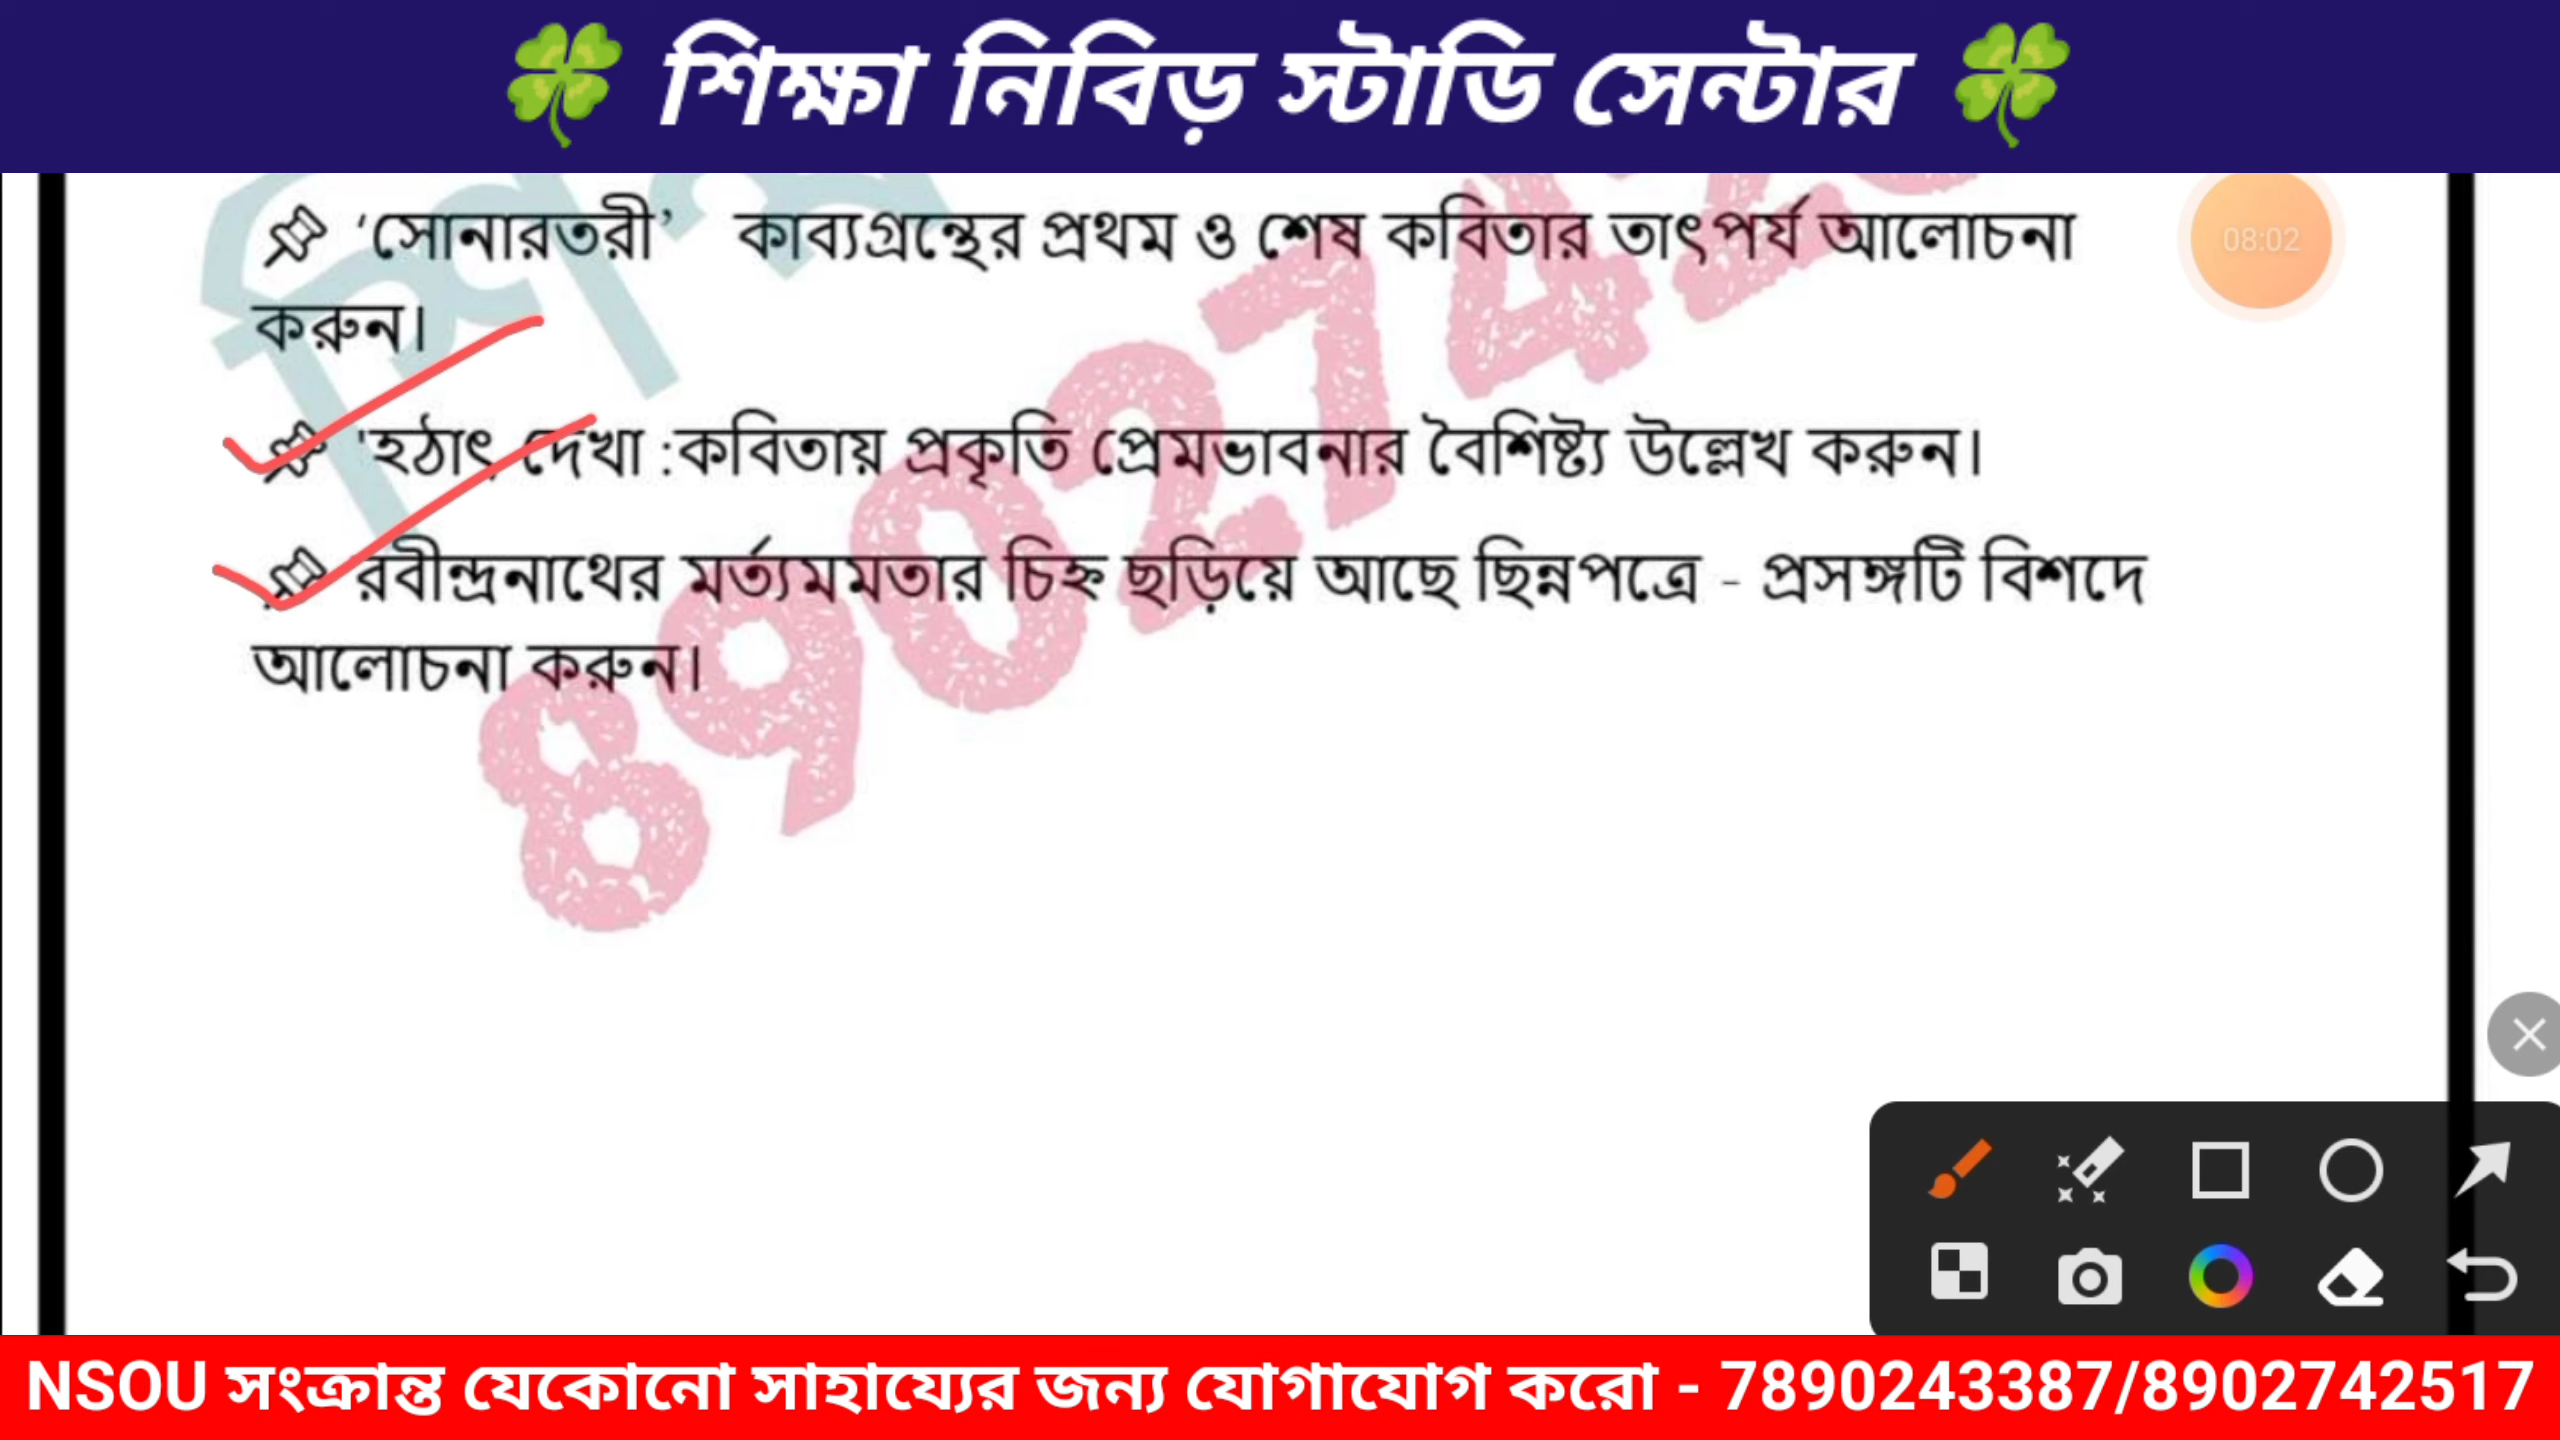 শিক্ষা নিবিড় স্টাডি সেন্টার
‘সোনারতরী’ কাব্যগ্রন্থের প্রথম ও শেষ কবিতার তাৎপর্য আলোচনা
করুন।
08:02
'হঠাৎ দেখা :কবিতায় প্রকৃতি প্রেমভাবনার বৈশিষ্ট্য উল্লেখ করুন।
রবীন্দ্রনাথের মর্ত্যমমতার চিহ্ন ছড়িয়ে আছে ছিন্নপত্রে - প্রসঙ্গটি বিশদে
আলোচনা করুন।
NSOU সংক্রান্ত যেকোনো সাহায্যের জন্য যোগাযোগ করো - 7890243387/8902742517